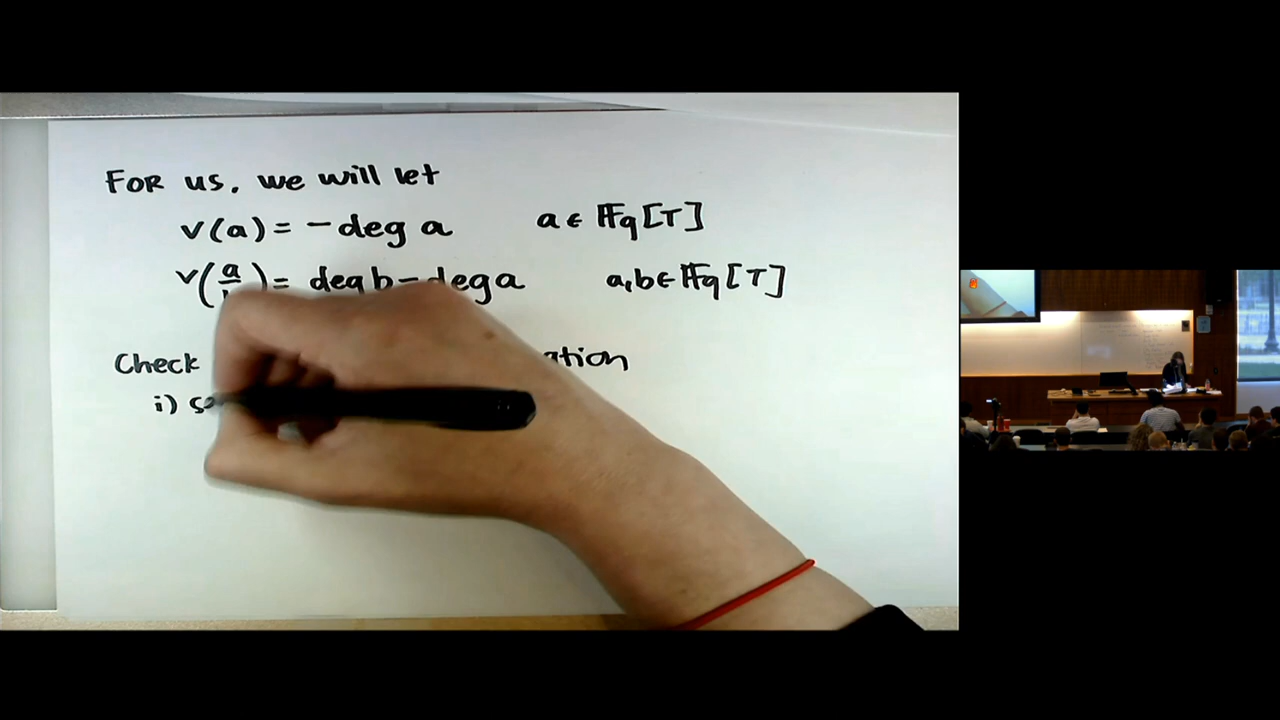 For us, we will let
v(a) = -deg a a ∈ 𝔽q[T]
v(a/ ) = deg b - deg a a,b ∈ 𝔽q[T]
Check
i)